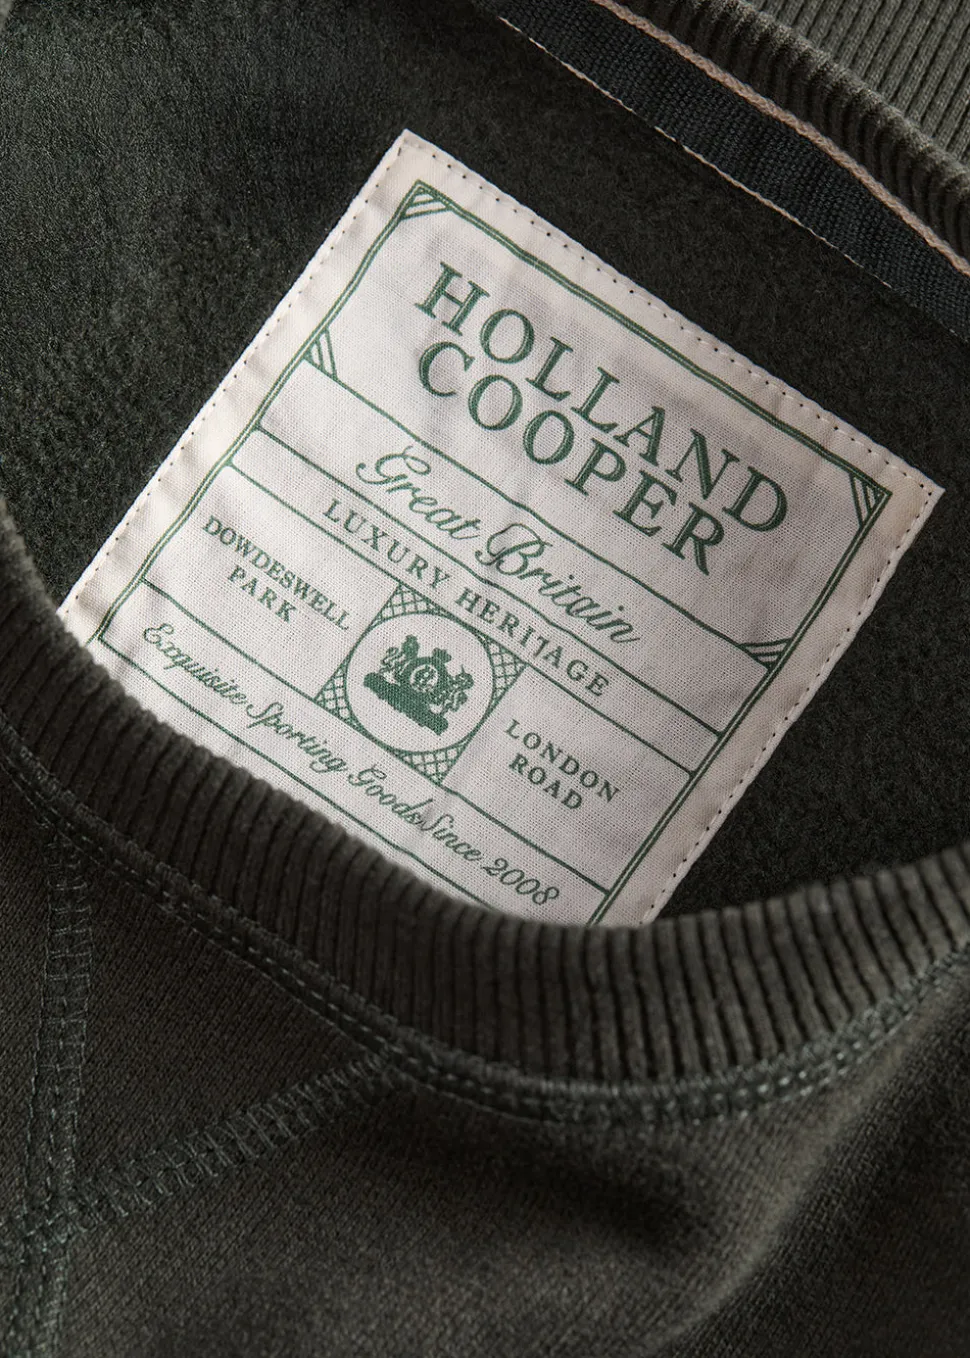 HOLLAND
COOPER
Great Britain
LUXURY HERITAGE
DOWDESWELL
PARK
LONDON
ROAD
Exquisite Sporting Goods Since 2008